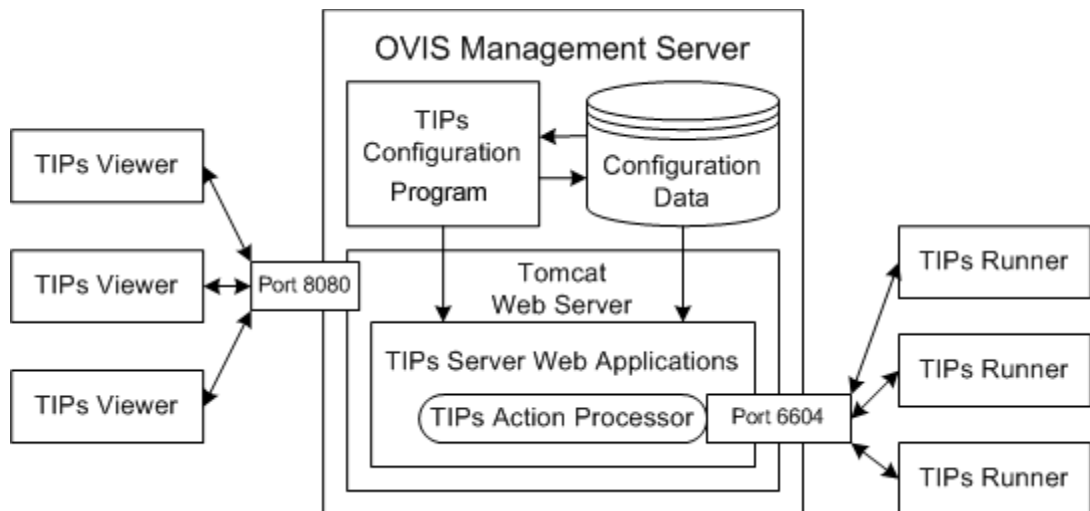 OVIS Management Server
TIPs
Configuration
Program
Configuration
Data
TIPs Viewer
TIPs Viewer
TIPs Viewer
Port 8080
Tomcat
Web Server
TIPs Server Web Applications
TIPs Action Processor
Port 6604
TIPs Runner
TIPs Runner
TIPs Runner